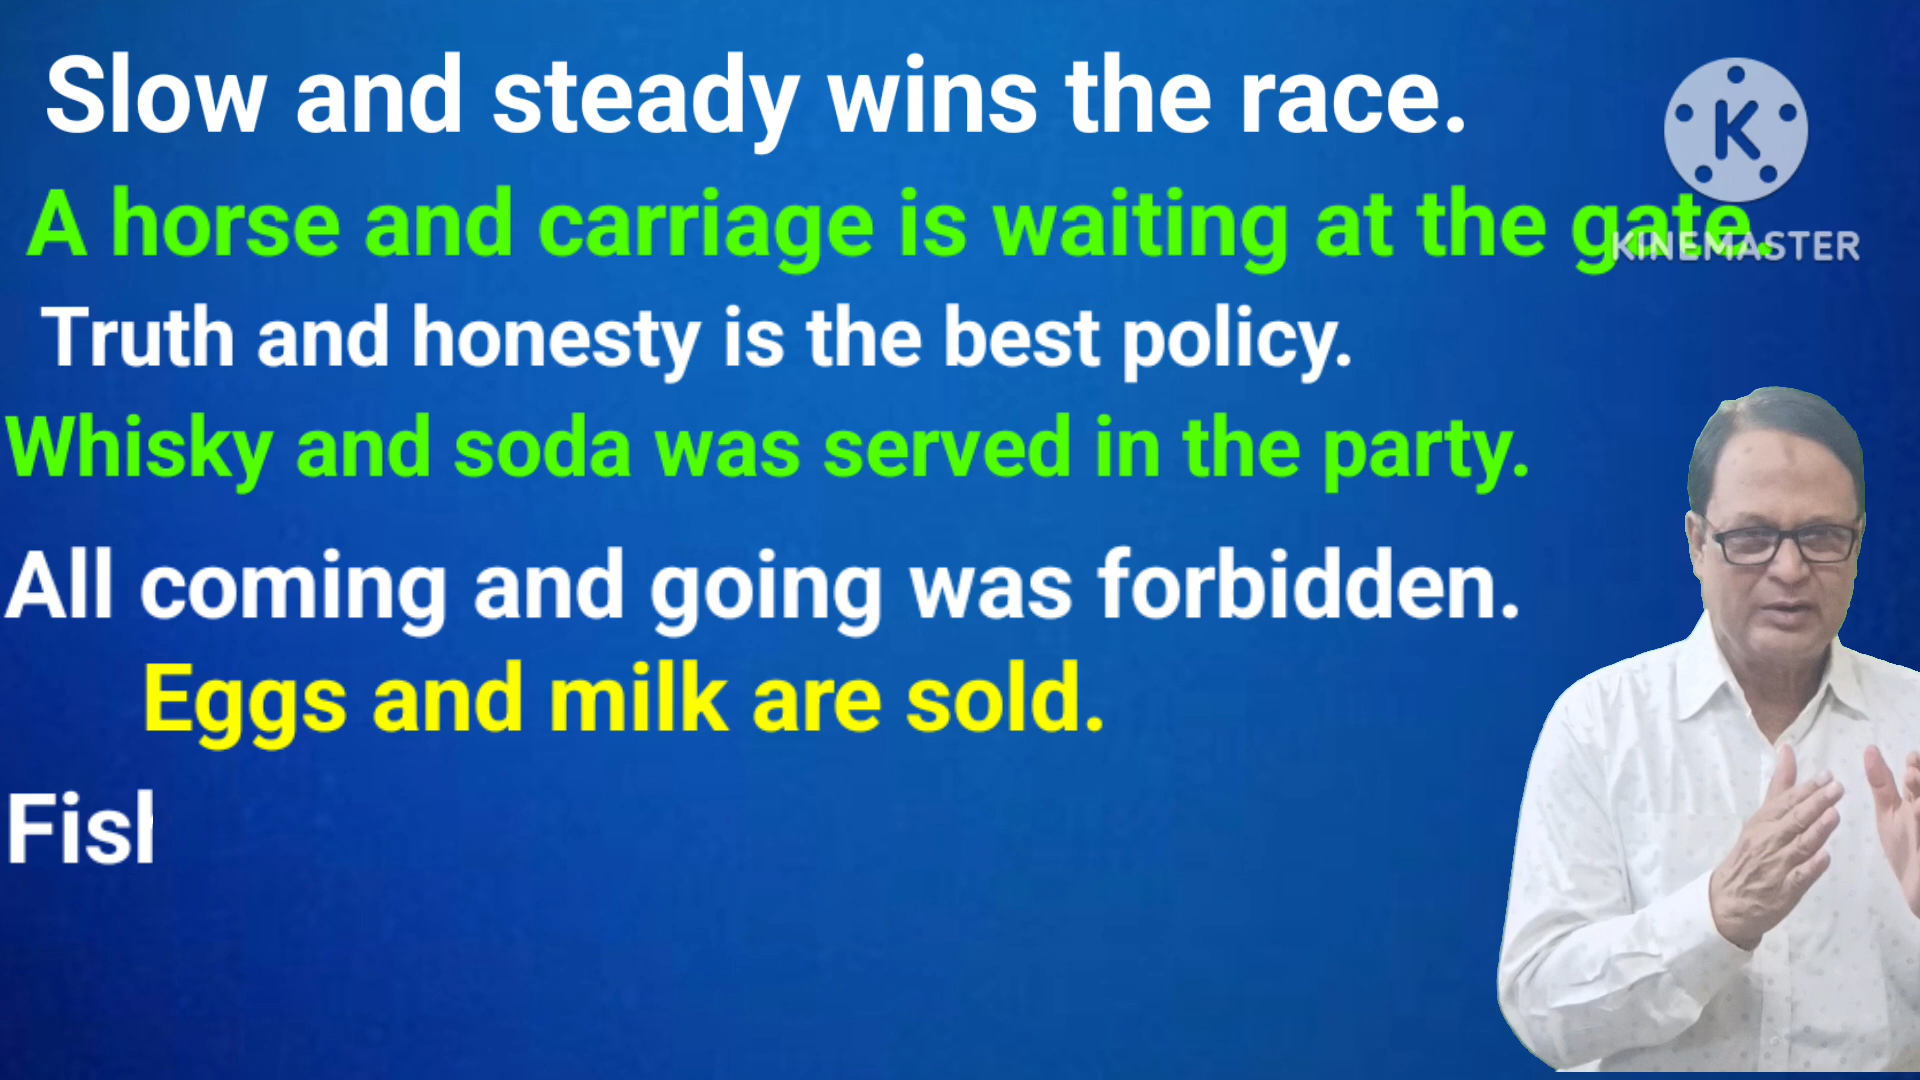 Slow and steady wins the race.
A horse and carriage is waiting at the gate.
KINEMASTER
Truth and honesty is the best policy.
Whisky and soda was served in the party.
All coming and going was forbidden.
Eggs and milk are sold.